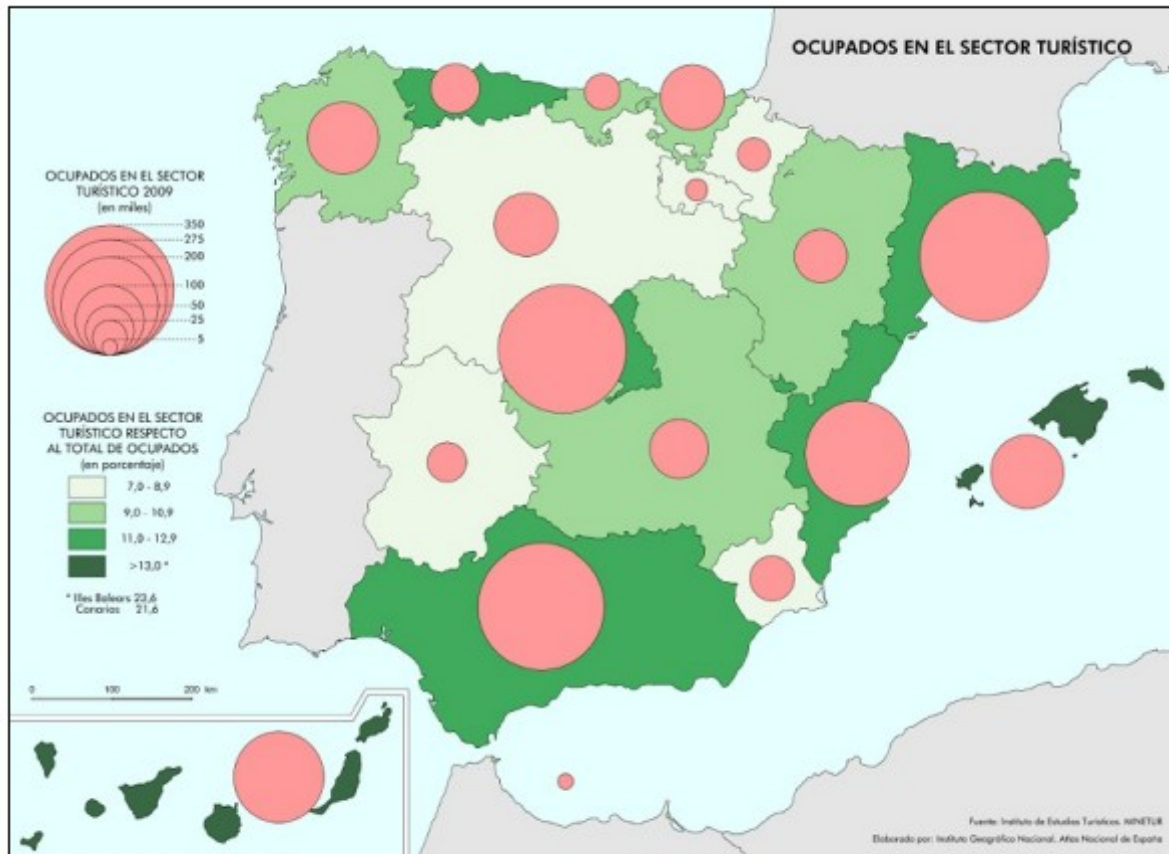 OCUPADOS EN EL SECTOR TURÍSTICO
OCUPADOS EN EL SECTOR
TURÍSTICO 2009
(en miles)
350
275
200
100
50
25
5
OCUPADOS EN EL SECTOR
TURÍSTICO RESPECTO
AL TOTAL DE OCUPADOS
(en porcentaje)
7,0 - 8,9
9,0 - 10,9
11,0 - 12,9
>13,0 *
* Illes Balears 23,6
Canarias 21,6
0 100 200 km
Fuente: Instituto de Estudios Turísticos. MINETUR
Elaborado por: Instituto Geográfico Nacional. Atlas Nacional de España